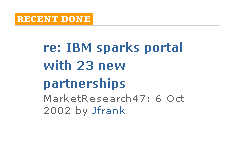 RECENT DONE
re: IBM sparks portal
with 23 new
partnerships
MarketResearch47: 6 Oct
2002 by Jfrank